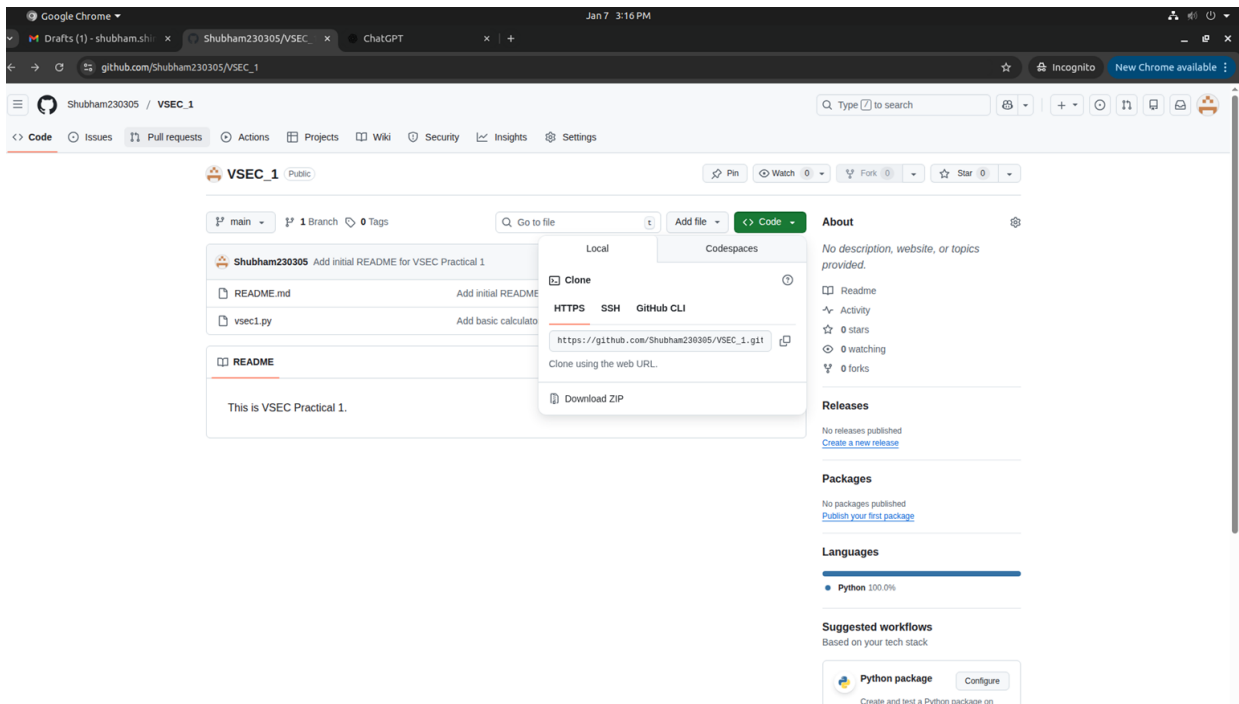 Google Chrome
Jan 7 3:16 PM
Drafts (1) - shubham.shi
Shubham230305/VSEC_
ChatGPT
github.com/Shubham230305/VSEC_1
Incognito
New Chrome available
Shubham230305 / VSEC_1
Type / to search
Code
Issues
Pull requests
Actions
Projects
Wiki
Security
Insights
Settings
VSEC_1 Public
Pin
Watch 0
Fork 0
Star 0
main
1 Branch
0 Tags
Go to file t
Add file
Code
Local
Codespaces
Shubham230305 Add initial README for VSEC Practical 1
README.md Add initial README
vsec1.py Add basic calculato
Clone
HTTPS
SSH
GitHub CLI
https://github.com/Shubham230305/VSEC_1.git
Clone using the web URL.
Download ZIP
README
This is VSEC Practical 1.
About
No description, website, or topics
provided.
Readme
Activity
0 stars
0 watching
0 forks
Releases
No releases published
Create a new release
Packages
No packages published
Publish your first package
Languages
Python 100.0%
Suggested workflows
Based on your tech stack
Python package
Configure
Create and test a Python package on